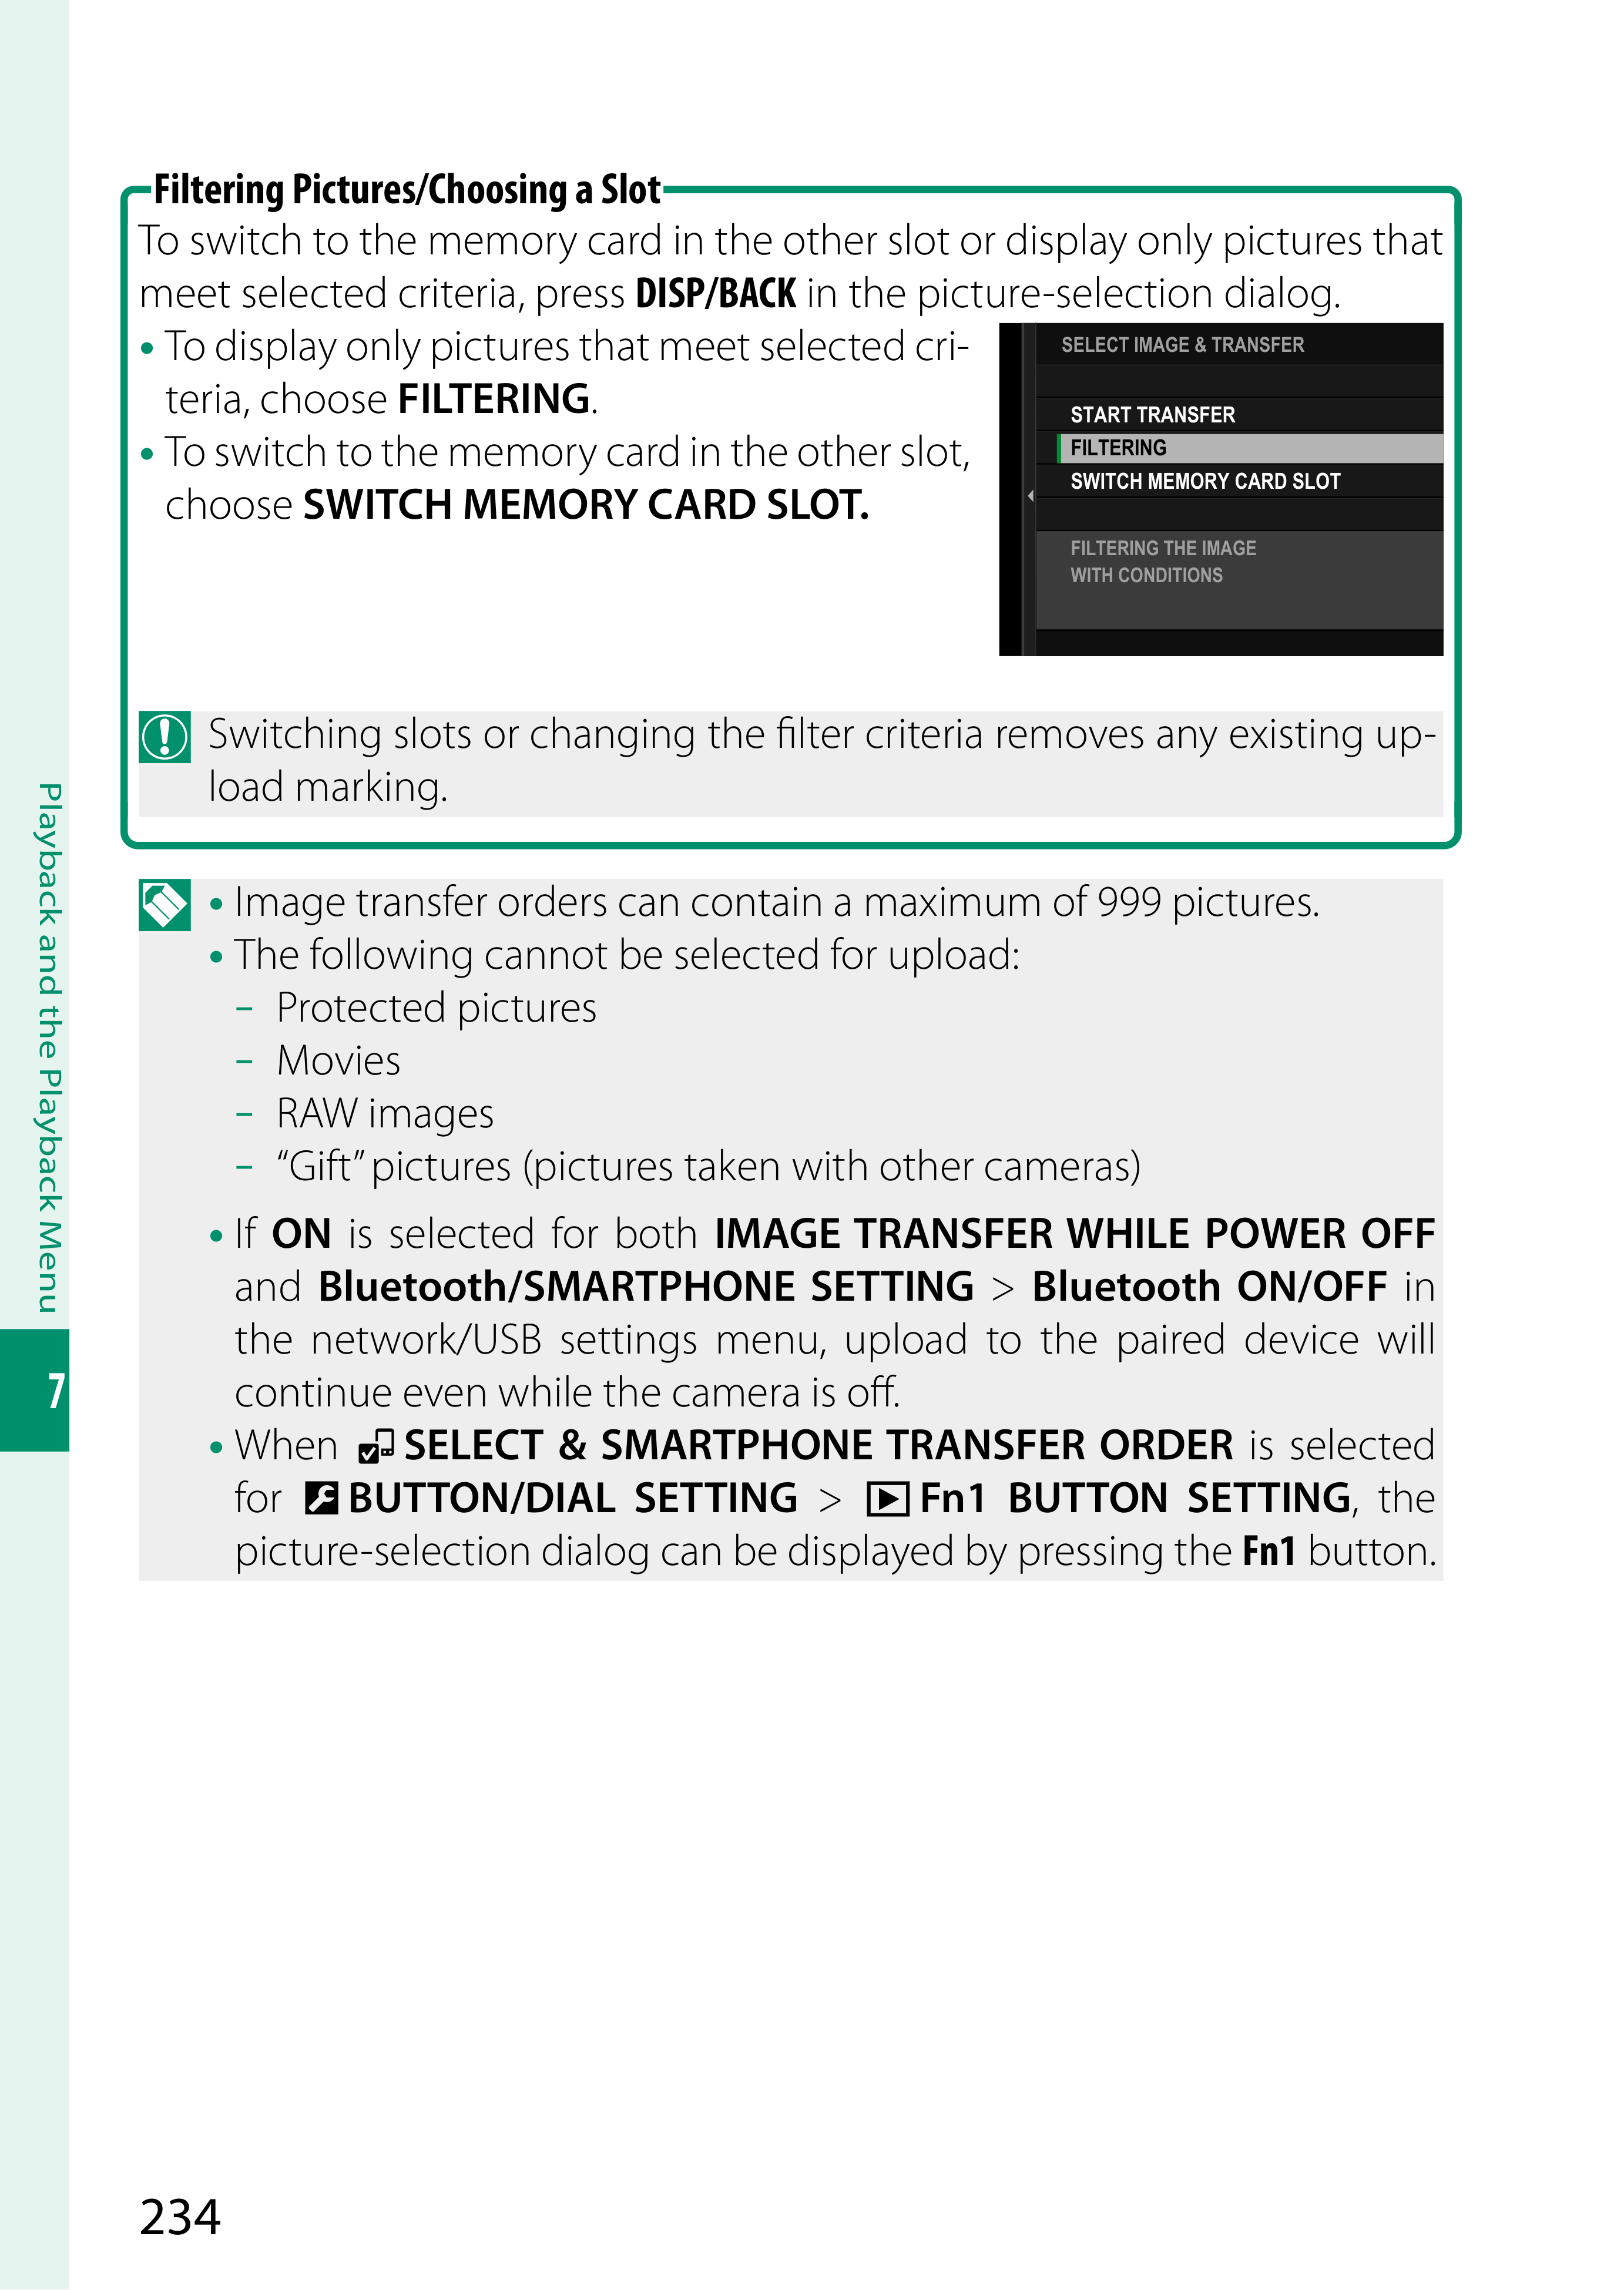 Filtering Pictures/Choosing a Slot
To switch to the memory card in the other slot or display only pictures that
meet selected criteria, press DISP/BACK in the picture-selection dialog.
• To display only pictures that meet selected cri-
teria, choose FILTERING.
• To switch to the memory card in the other slot,
choose SWITCH MEMORY CARD SLOT.
SELECT IMAGE & TRANSFER
START TRANSFER
FILTERING
SWITCH MEMORY CARD SLOT
FILTERING THE IMAGE
WITH CONDITIONS
Switching slots or changing the filter criteria removes any existing up-
load marking.
• Image transfer orders can contain a maximum of 999 pictures.
• The following cannot be selected for upload:
– Protected pictures
– Movies
– RAW images
– “Gift” pictures (pictures taken with other cameras)
• If ON is selected for both IMAGE TRANSFER WHILE POWER OFF
and Bluetooth/SMARTPHONE SETTING > Bluetooth ON/OFF in
the network/USB settings menu, upload to the paired device will
continue even while the camera is off.
• When SELECT & SMARTPHONE TRANSFER ORDER is selected
for BUTTON/DIAL SETTING > Fn1 BUTTON SETTING, the
picture-selection dialog can be displayed by pressing the Fn1 button.
Playback and the Playback Menu
7
234